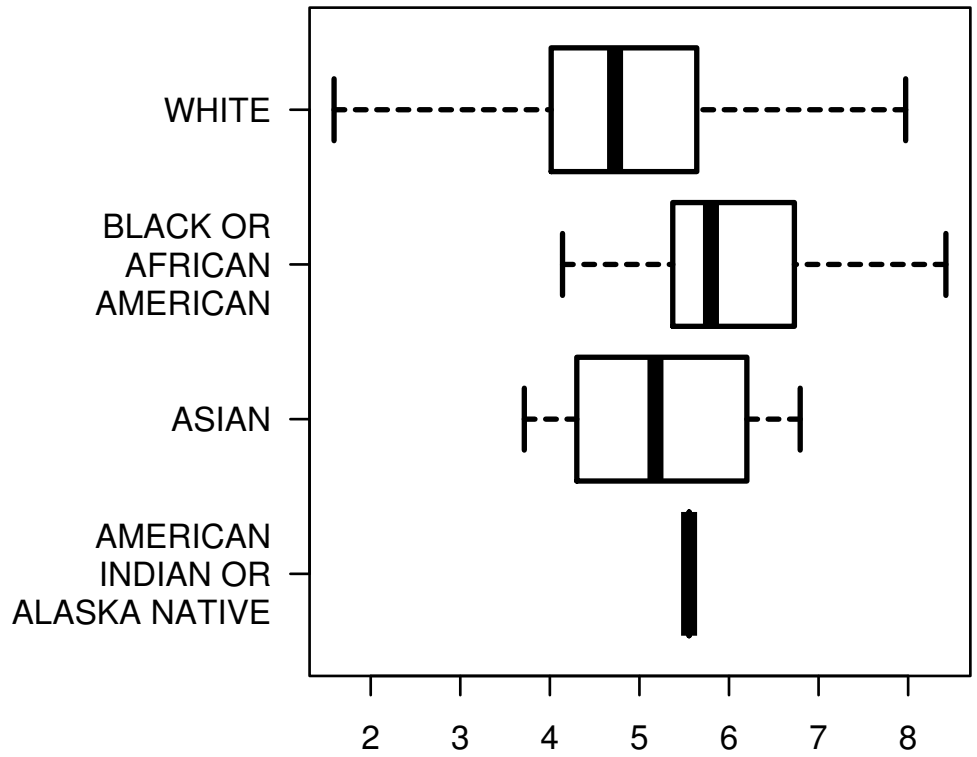 WHITE
BLACK OR
AFRICAN
AMERICAN
ASIAN
AMERICAN
INDIAN OR
ALASKA NATIVE
2 3 4 5 6 7 8